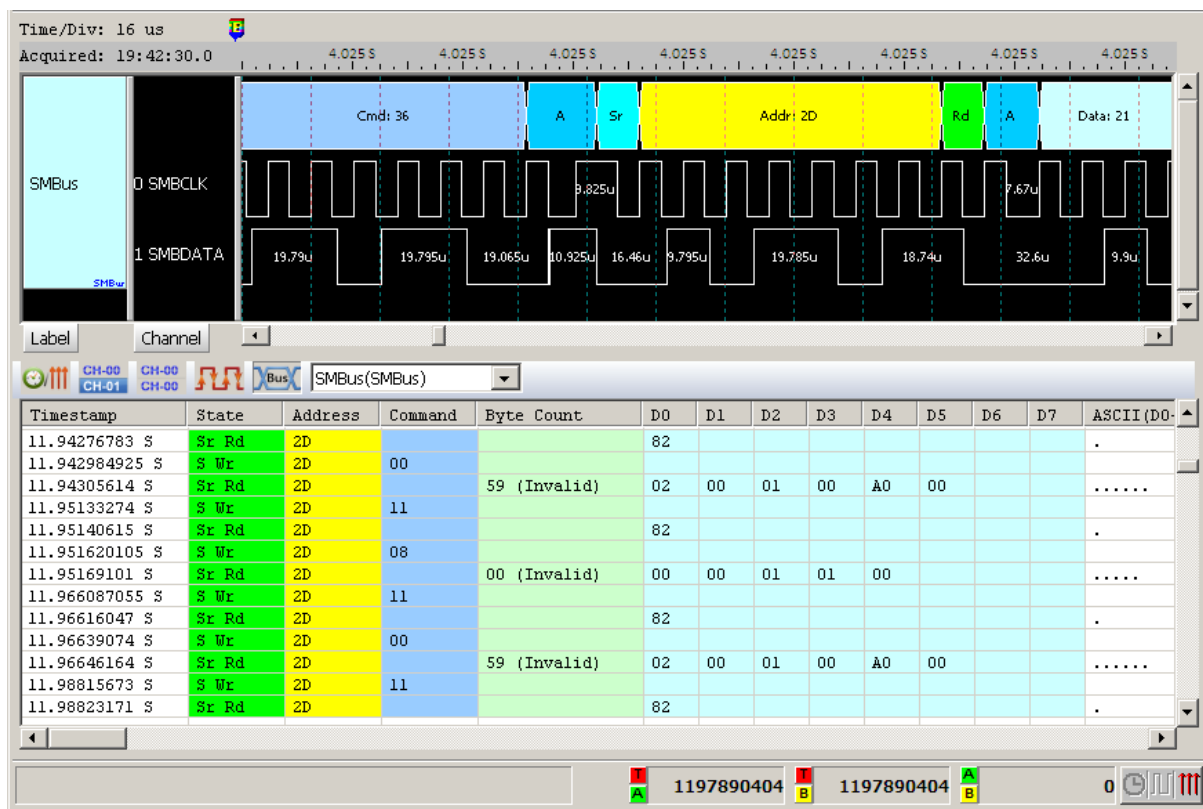 Time/Div: 16 us
Acquired: 19:42:30.0 4.025 S 4.025 S 4.025 S 4.025 S 4.025 S 4.025 S 4.025 S 4.025 S
Cmd: 36 A Sr Addr: 2D Rd A Data: 21
SMBus 0 SMBCLK 7.67u
1 SMBDATA 19.79u 19.795u 19.065u 10.925u 16.46u 9.795u 19.785u 18.74u 32.6u 9.9u
Label Channel
CH-00 CH-01 CH-00 CH-00 Bus SMBus(SMBus)
Timestamp State Address Command Byte Count D0 D1 D2 D3 D4 D5 D6 D7 ASCII(D0-
11.94276783 S Sr Rd 2D 82 .
11.942984925 S S Wr 2D 00
11.94305614 S Sr Rd 2D 59 (Invalid) 02 00 01 00 A0 00 ......
11.95133274 S S Wr 2D 11
11.95140615 S Sr Rd 2D 82 .
11.951620105 S S Wr 2D 08
11.95169101 S Sr Rd 2D 00 (Invalid) 00 00 01 01 00 .....
11.966087055 S S Wr 2D 11
11.96616047 S Sr Rd 2D 82 .
11.96639074 S S Wr 2D 00
11.96646164 S Sr Rd 2D 59 (Invalid) 02 00 01 00 A0 00 ......
11.98815673 S S Wr 2D 11
11.98823171 S Sr Rd 2D 82 .
T A 1197890404 T B 1197890404 A B 0